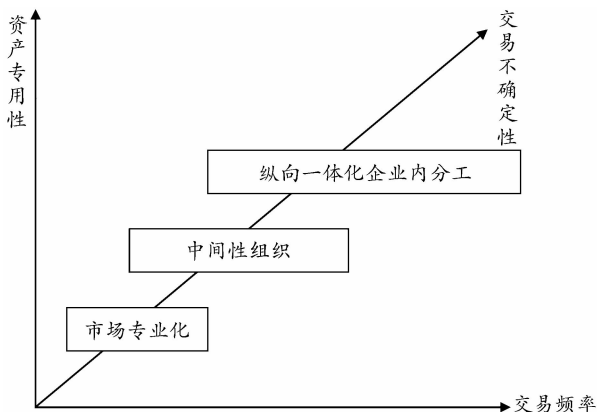 资产专用性
交易不确定性
纵向一体化企业内分工
中间性组织
市场专业化
交易频率